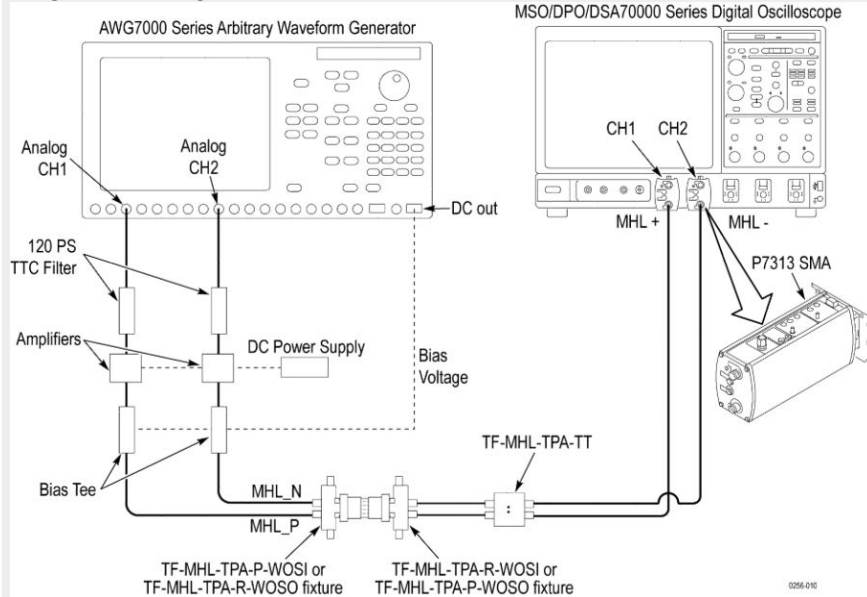 MSO/DPO/DSA70000 Series Digital Oscilloscope
AWG7000 Series Arbitrary Waveform Generator
CH1
CH2
Analog
CH1
Analog
CH2
DC out
MHL +
MHL -
120 PS
TTC Filter
P7313 SMA
Amplifiers
DC Power Supply
Bias
Voltage
TF-MHL-TPA-TT
Bias Tee
MHL_N
MHL_P
TF-MHL-TPA-P-WOSI or
TF-MHL-TPA-R-WOSO fixture
TF-MHL-TPA-R-WOSI or
TF-MHL-TPA-P-WOSO fixture
0256-010